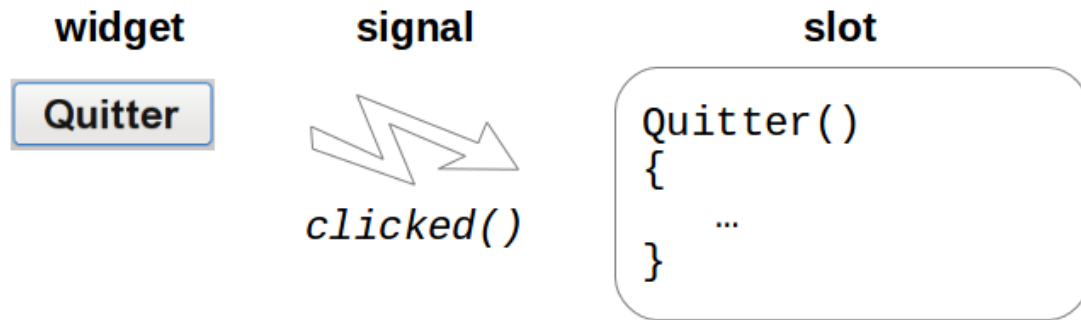 widget
signal
slot
Quitter
clicked()
Quitter()
{
…
}